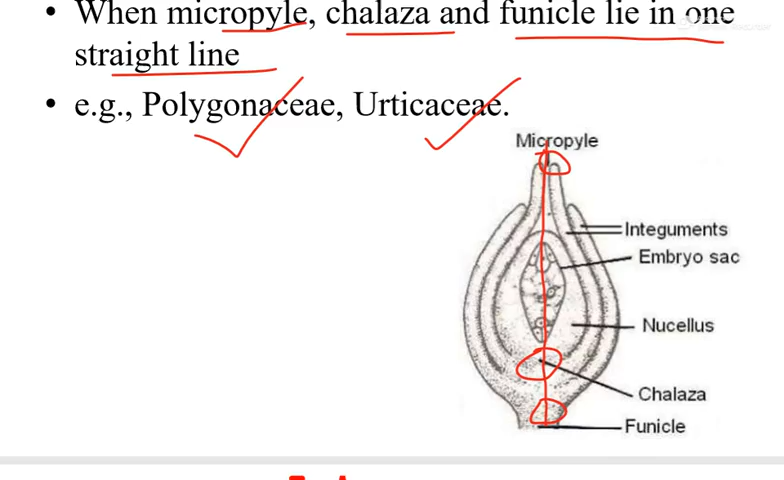 • When micropyle, chalaza and funicle lie in one
straight line
• e.g., Polygonaceae, Urticaceae.
Micropyle
Integuments
Embryo sac
Nucellus
Chalaza
Funicle